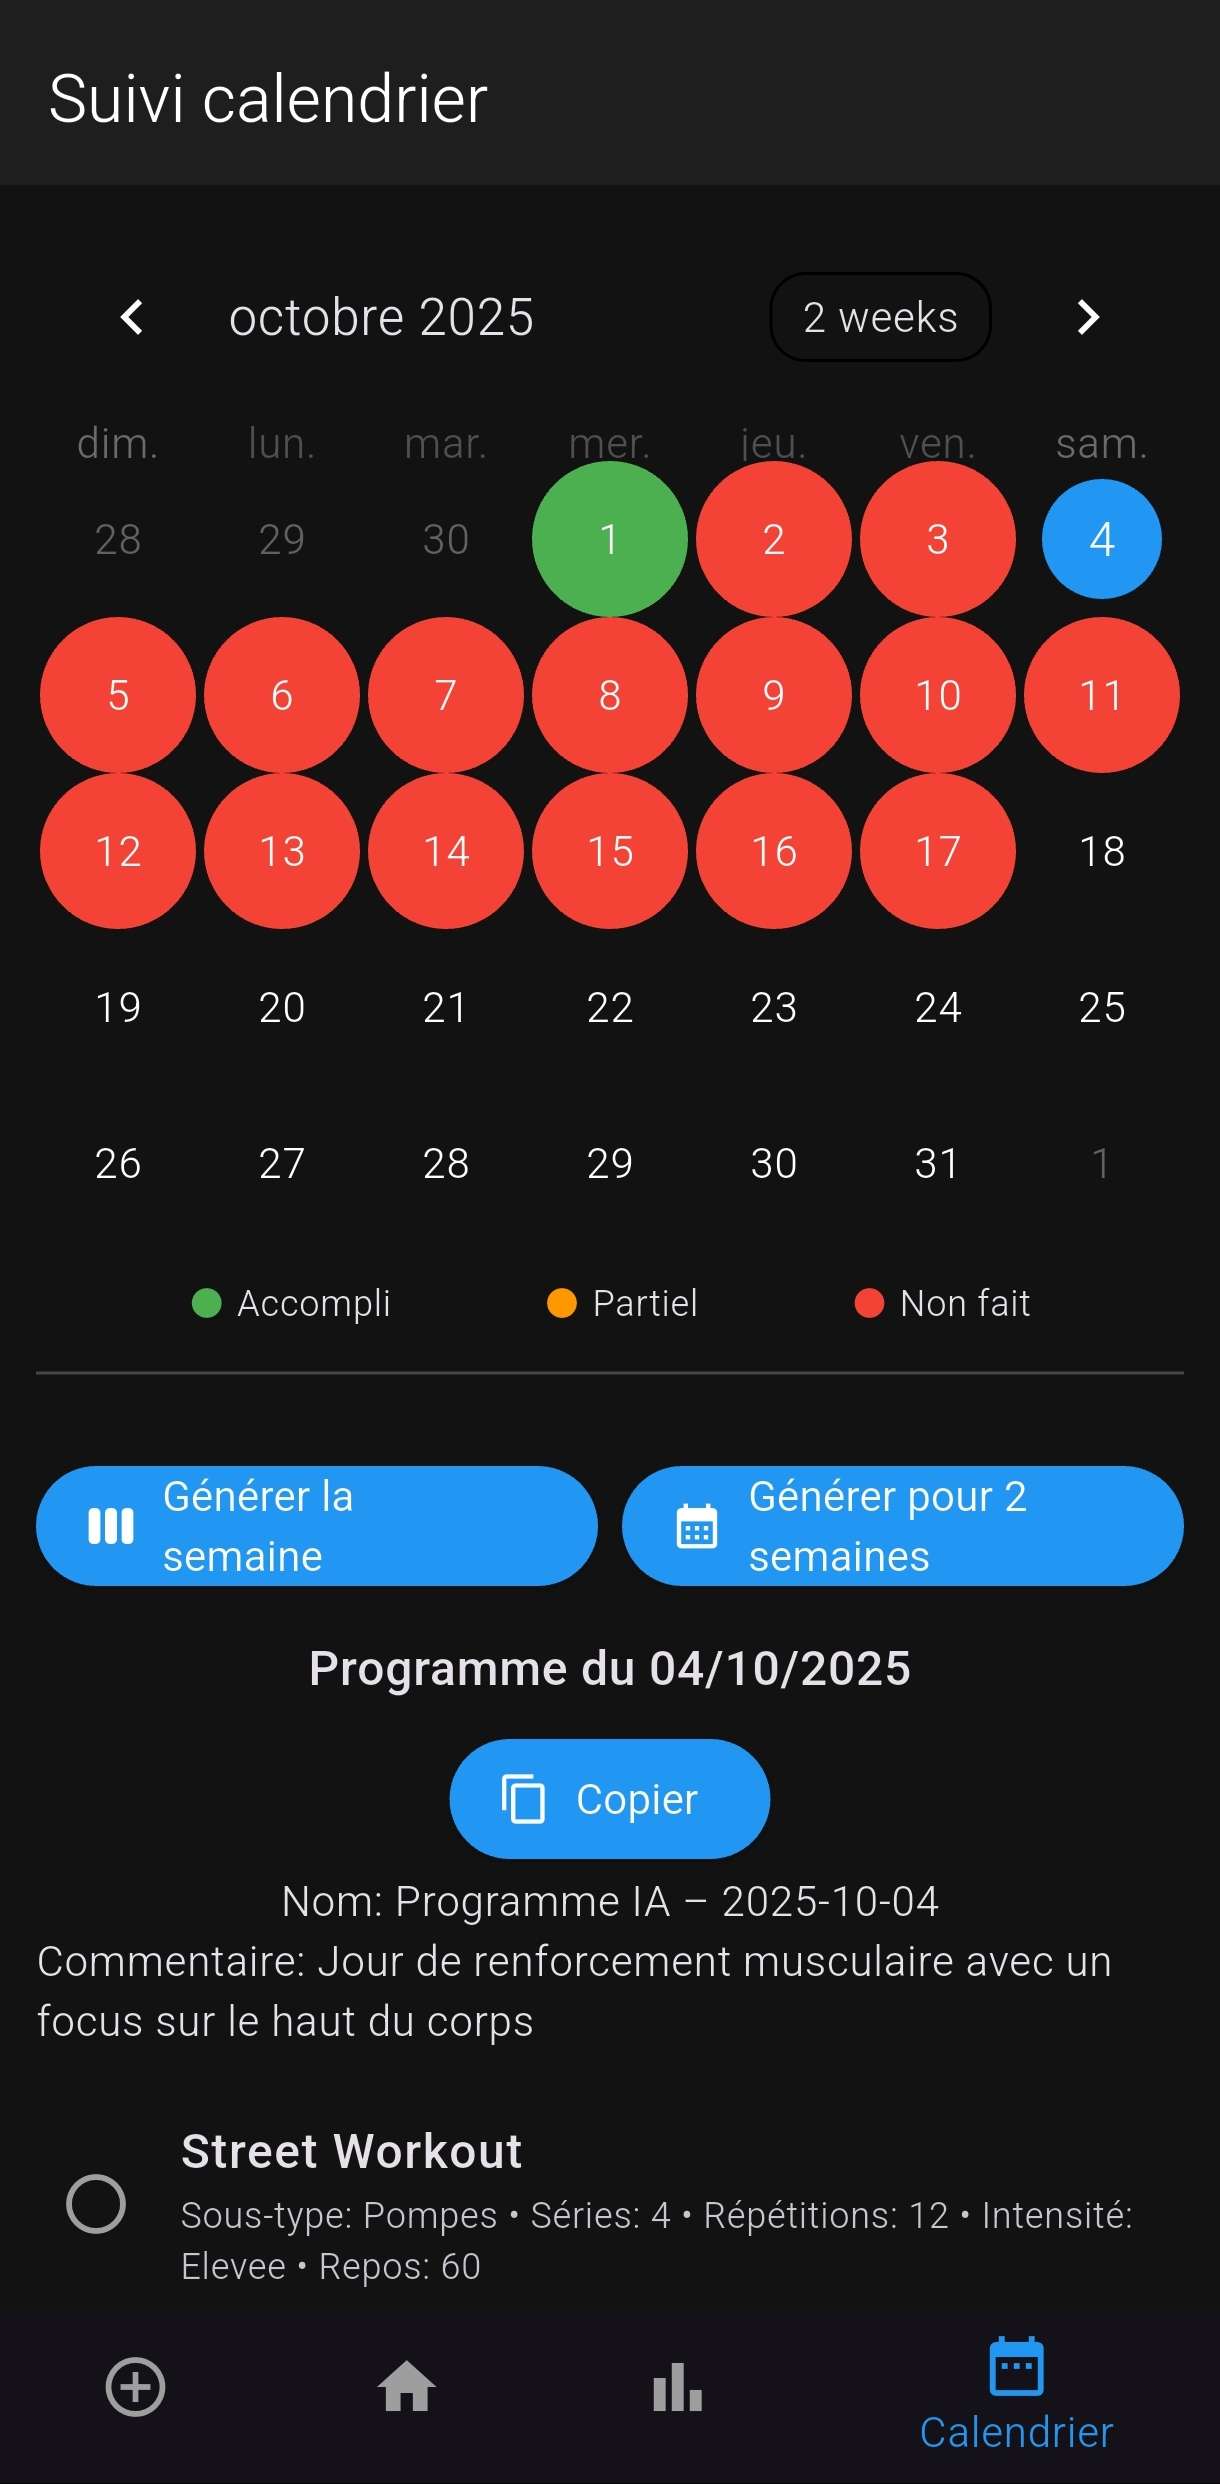 Suivi calendrier
octobre 2025 2 weeks
dim. lun. mar. mer. jeu. ven. sam.
28 29 30 1 2 3 4
5 6 7 8 9 10 11
12 13 14 15 16 17 18
19 20 21 22 23 24 25
26 27 28 29 30 31 1
Accompli Partiel Non fait
Générer la
semaine
Générer pour 2
semaines
Programme du 04/10/2025
Copier
Nom: Programme IA – 2025-10-04
Commentaire: Jour de renforcement musculaire avec un
focus sur le haut du corps
Street Workout
Sous-type: Pompes • Séries: 4 • Répétitions: 12 • Intensité:
Elevee • Repos: 60
Calendrier